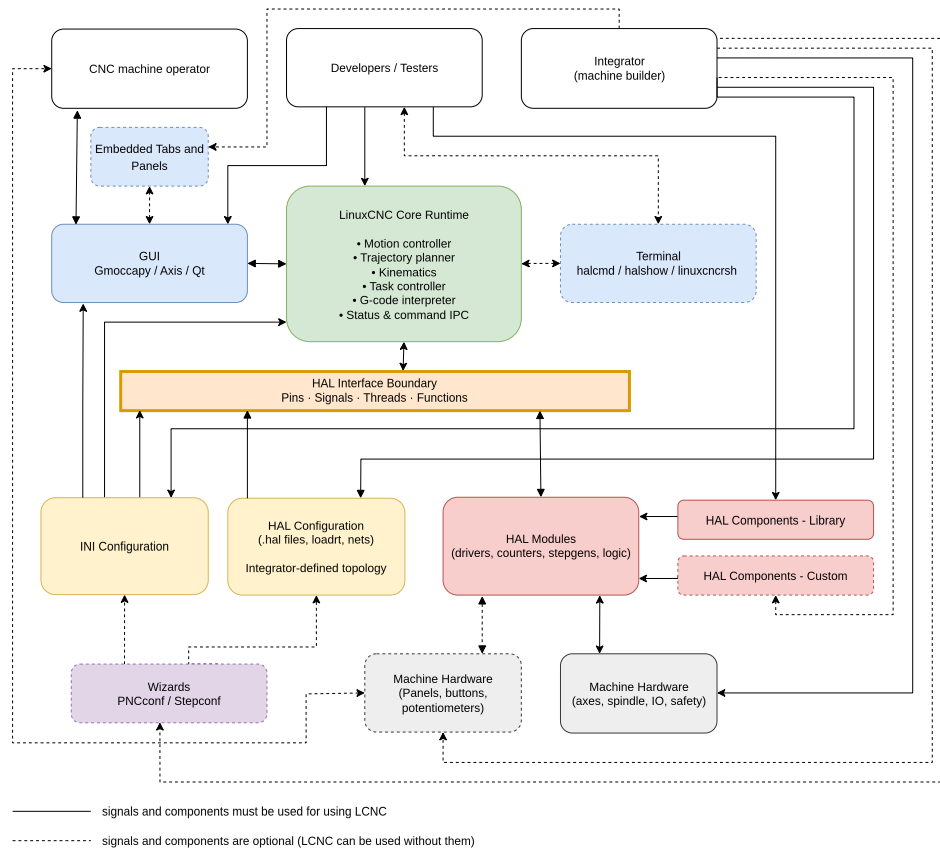 CNC machine operator
Developers / Testers
Integrator
(machine builder)
Embedded Tabs and
Panels
GUI
Gmoccapy / Axis / Qt
LinuxCNC Core Runtime
• Motion controller
• Trajectory planner
• Kinematics
• Task controller
• G-code interpreter
• Status & command IPC
Terminal
halcmd / halshow / linuxcncrsh
HAL Interface Boundary
Pins · Signals · Threads · Functions
INI Configuration
HAL Configuration
(.hal files, loadrt, nets)
Integrator-defined topology
HAL Modules
(drivers, counters, stepgens, logic)
HAL Components - Library
HAL Components - Custom
Wizards
PNCconf / Stepconf
Machine Hardware
(Panels, buttons,
potentiometers)
Machine Hardware
(axes, spindle, IO, safety)
signals and components must be used for using LCNC
signals and components are optional (LCNC can be used without them)